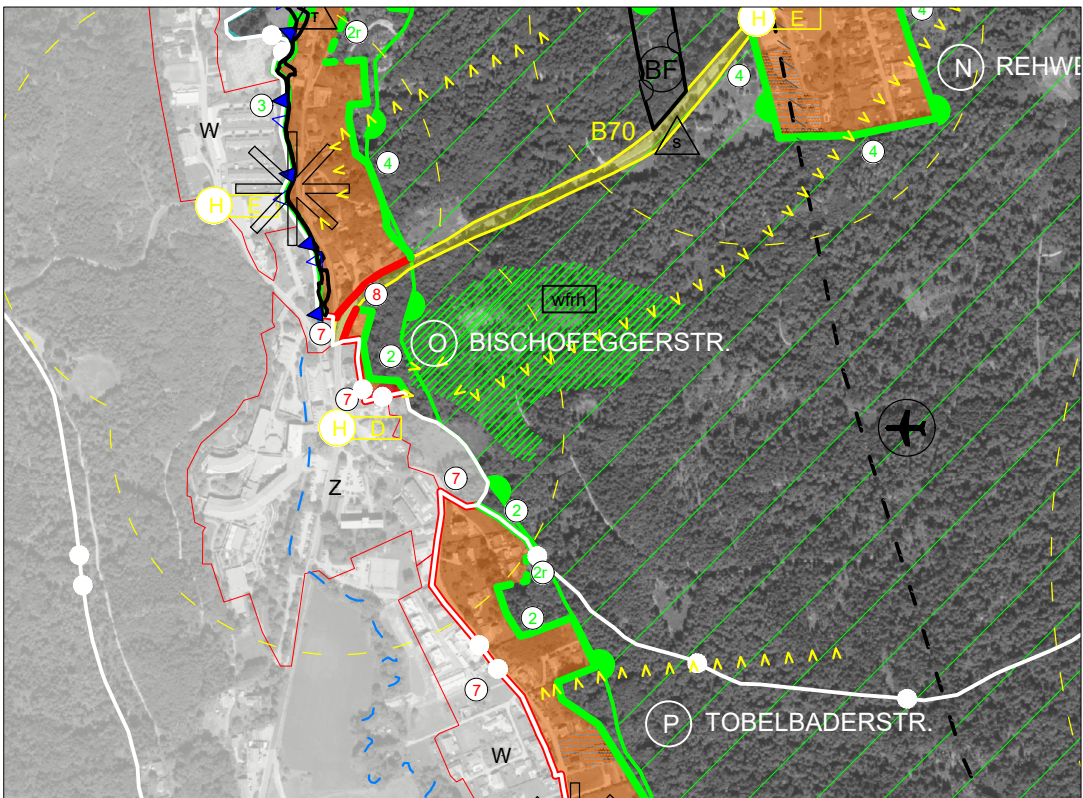 T
2r
H E
4
N REHWE
BF
3
W
B70
s
4
4
4
H E
wfrh
8
7
O BISCHOFEGGERSTR.
2
7
H D
7
Z
2
2r
2
7
P TOBELBADERSTR.
W